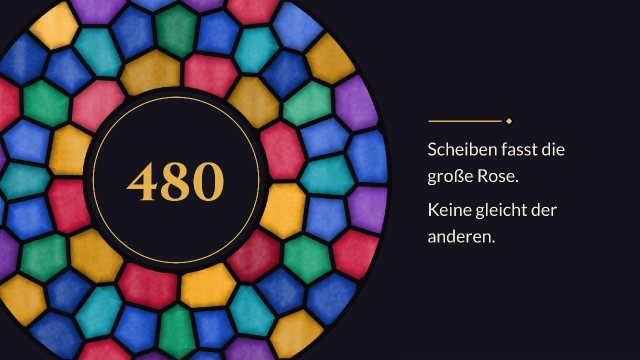 480
Scheiben fasst die
große Rose.
Keine gleicht der
anderen.